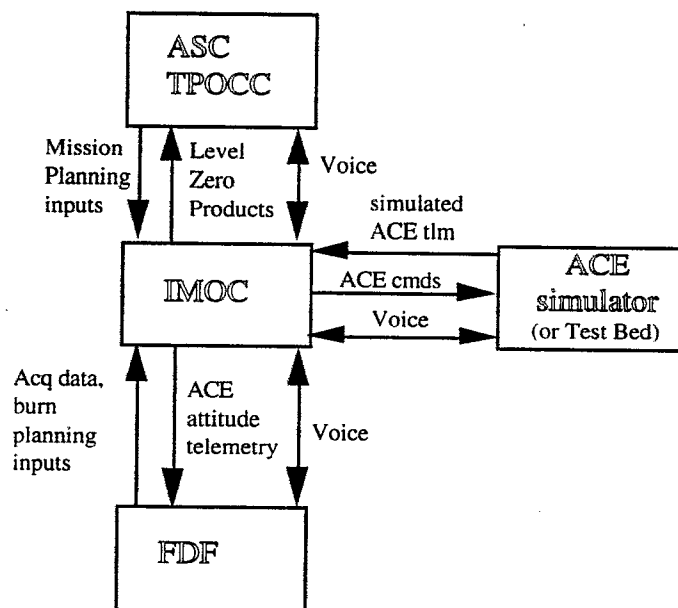 ASC
TPOCC
Mission
Planning
inputs
Level
Zero
Products
Voice
simulated
ACE tlm
IMOC
ACE cmds
Voice
ACE
simulator
(or Test Bed)
Acq data,
burn
planning
inputs
ACE
attitude
telemetry
Voice
FDF